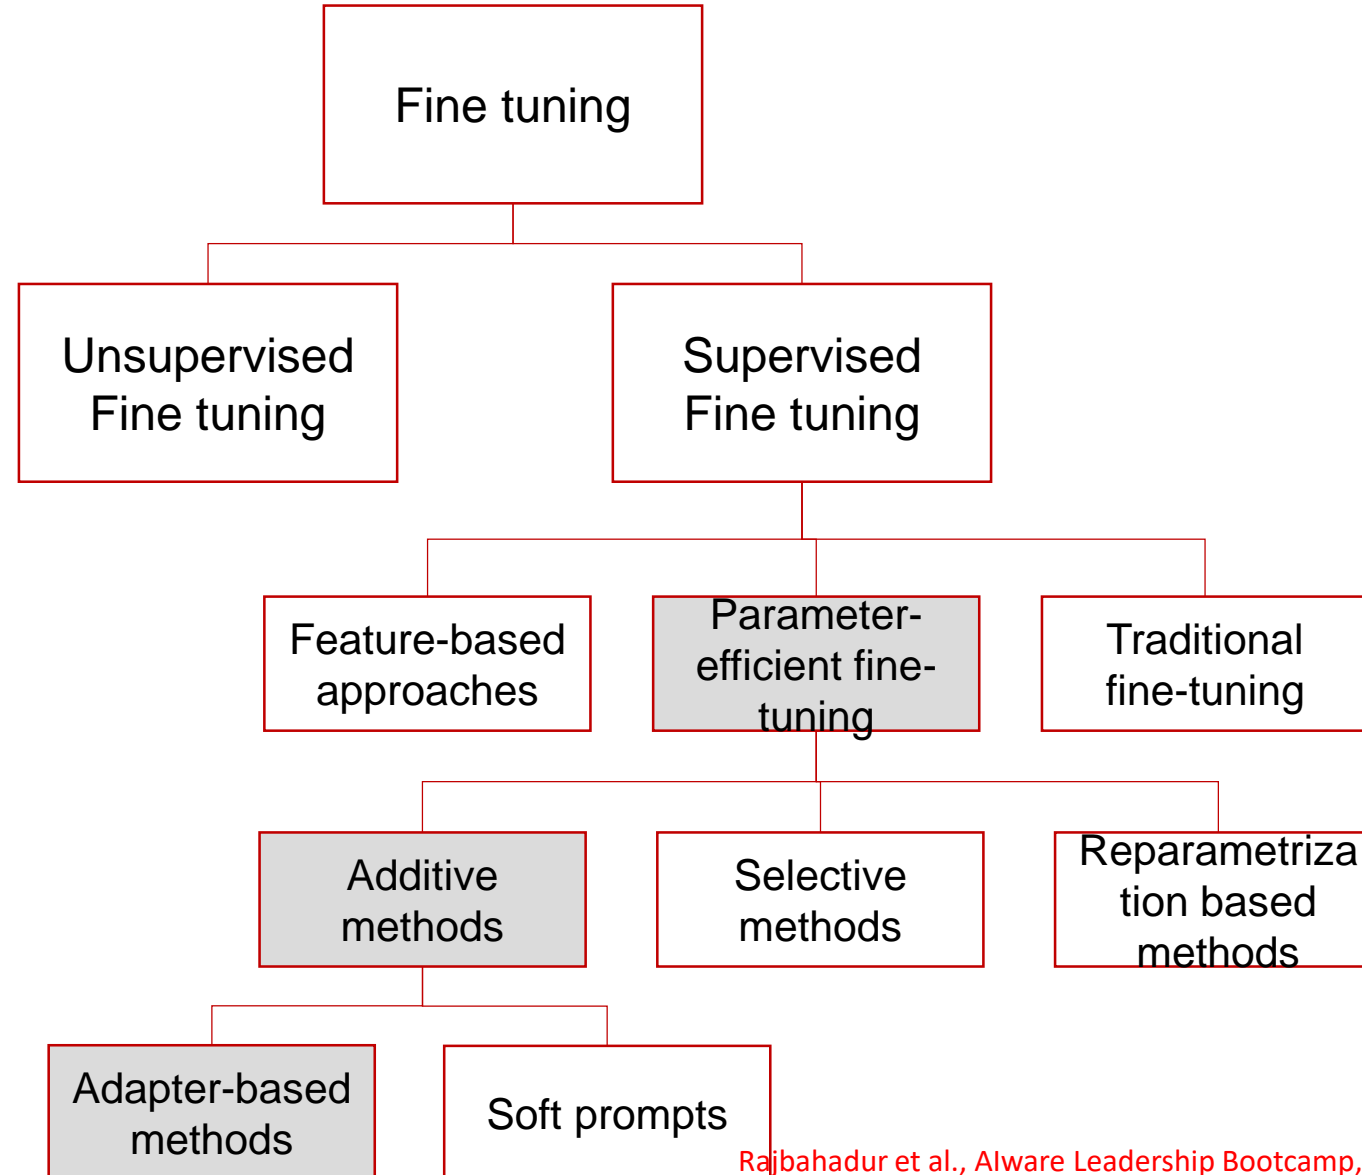 Fine tuning
Unsupervised
Fine tuning
Supervised
Fine tuning
Feature-based
approaches
Parameter-
efficient fine-
tuning
Traditional
fine-tuning
Additive
methods
Selective
methods
Reparametriza
tion based
methods
Adapter-based
methods
Soft prompts
Rajbahadur et al., AIware Leadership Bootcamp,